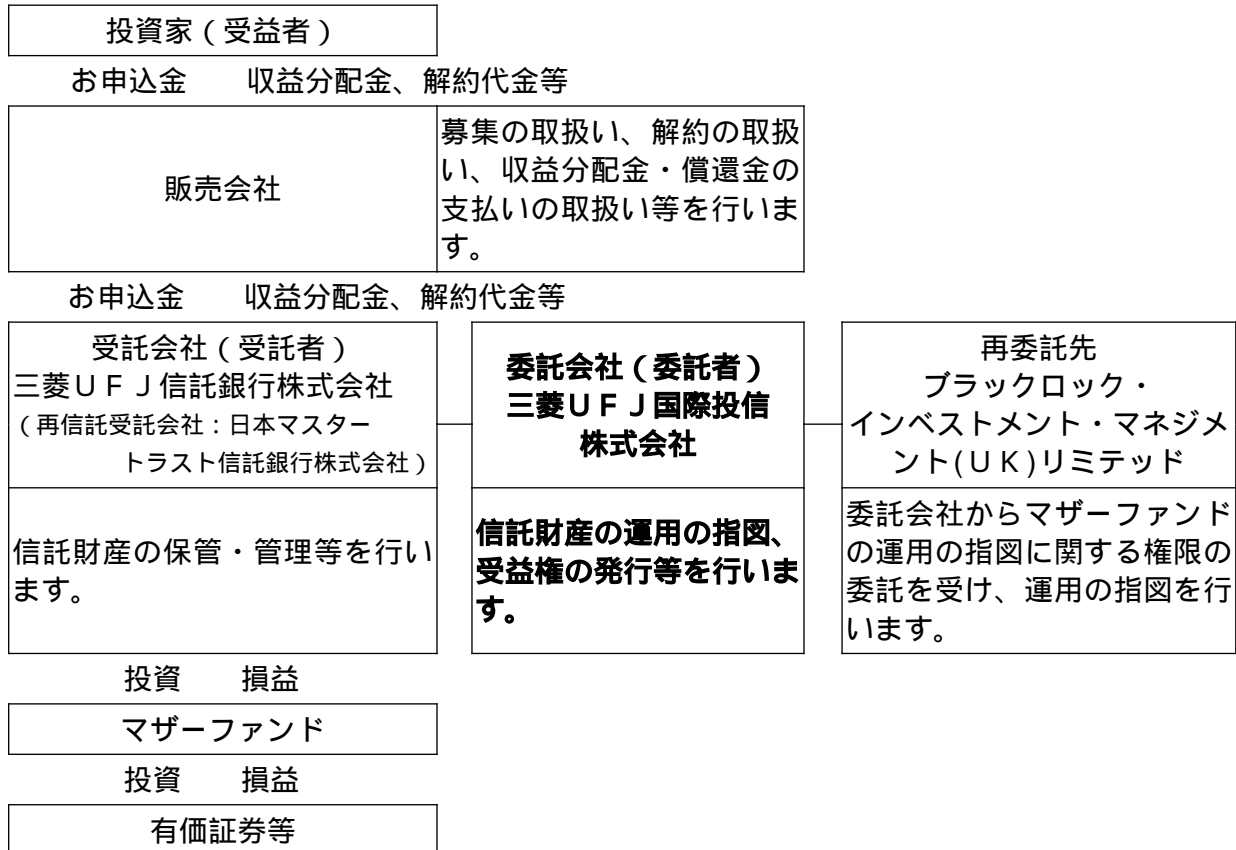 投資家（受益者）
お申込金　収益分配金、解約代金等
販売会社
募集の取扱い、解約の取扱
い、収益分配金・償還金の
支払いの取扱い等を行いま
す。
お申込金　収益分配金、解約代金等
受託会社（受託者）
三菱ＵＦＪ信託銀行株式会社
（再信託受託会社：日本マスター
トラスト信託銀行株式会社）
委託会社（委託者）
三菱ＵＦＪ国際投信
株式会社
再委託先
ブラックロック・
インベストメント・マネジメ
ント(ＵＫ)リミテッド
信託財産の保管・管理等を行い
ます。
信託財産の運用の指図、
受益権の発行等を行いま
す。
委託会社からマザーファンド
の運用の指図に関する権限の
委託を受け、運用の指図を行
います。
投資　損益
マザーファンド
投資　損益
有価証券等